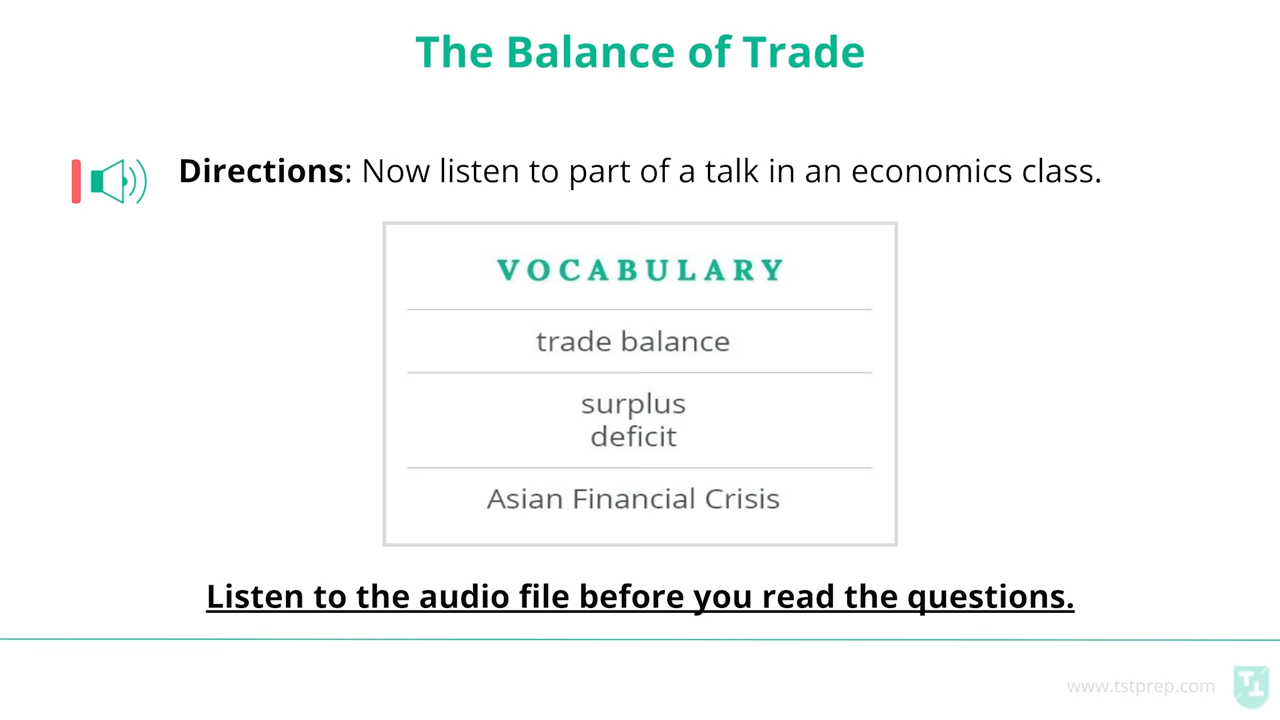 The Balance of Trade
Directions: Now listen to part of a talk in an economics class.
VOCABULARY
trade balance
surplus
deficit
Asian Financial Crisis
Listen to the audio file before you read the questions.
www.tstprep.com